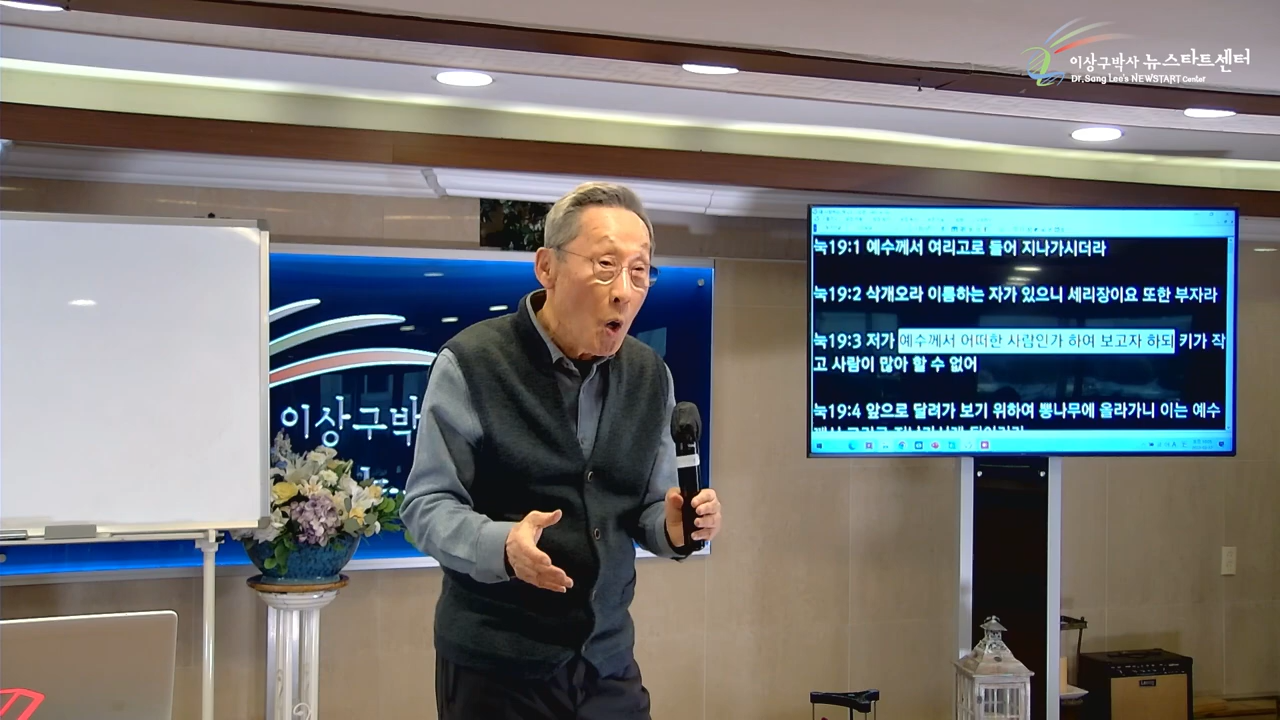 이상구박사 뉴스타트센터
Dr. Sang Lee's NEWSTART Center
눅19:1 예수께서 여리고로 들어 지나가시더라
눅19:2 삭개오라 이름하는 자가 있으니 세리장이요 또한 부자라
눅19:3 저가 예수께서 어떠한 사람인가 하여 보고자 하되 키가 작
고 사람이 많아 할 수 없어
눅19:4 앞으로 달려가 보기 위하여 뽕나무에 올라가니 이는 예수
이상구박